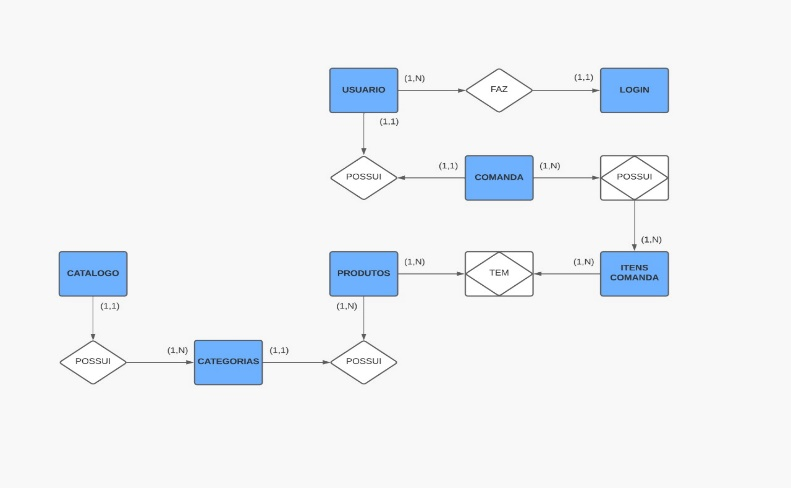 USUARIO
(1,N)
FAZ
(1,1)
LOGIN
(1,1)
POSSUI
(1,1)
COMANDA
(1,N)
POSSUI
(1,N)
CATALOGO
PRODUTOS
(1,N)
TEM
(1,N)
ITENS
COMANDA
(1,1)
(1,N)
POSSUI
(1,N)
CATEGORIAS
(1,1)
POSSUI